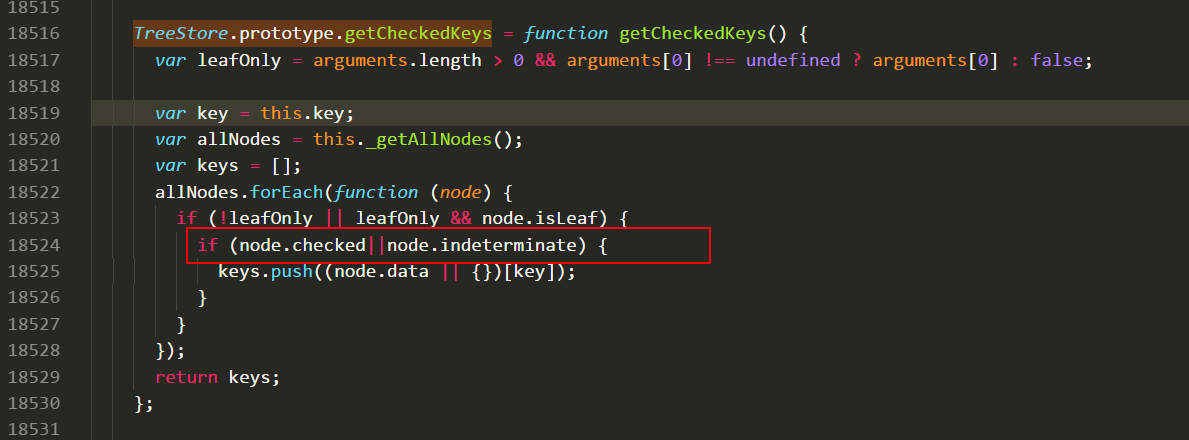 18515
18516 TreeStore.prototype.getCheckedKeys = function getCheckedKeys() {
18517 var leafOnly = arguments.length > 0 && arguments[0] !== undefined ? arguments[0] : false;
18518
18519 var key = this.key;
18520 var allNodes = this._getAllNodes();
18521 var keys = [];
18522 allNodes.forEach(function (node) {
18523 if (!leafOnly || leafOnly && node.isLeaf) {
18524 if (node.checked||node.indeterminate) {
18525 keys.push((node.data || {})[key]);
18526 }
18527 }
18528 });
18529 return keys;
18530 };
18531